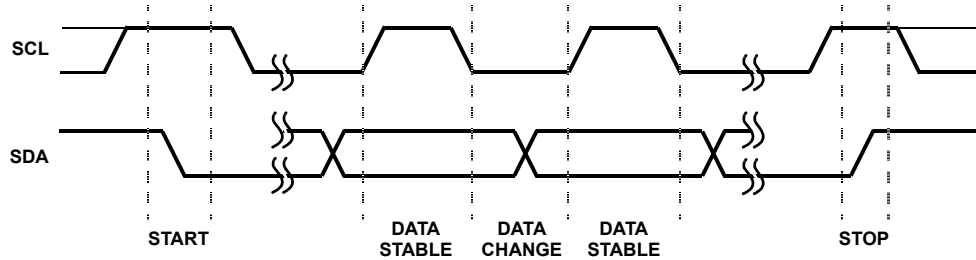 SCL
SDA
START
DATA
STABLE
DATA
CHANGE
DATA
STABLE
STOP